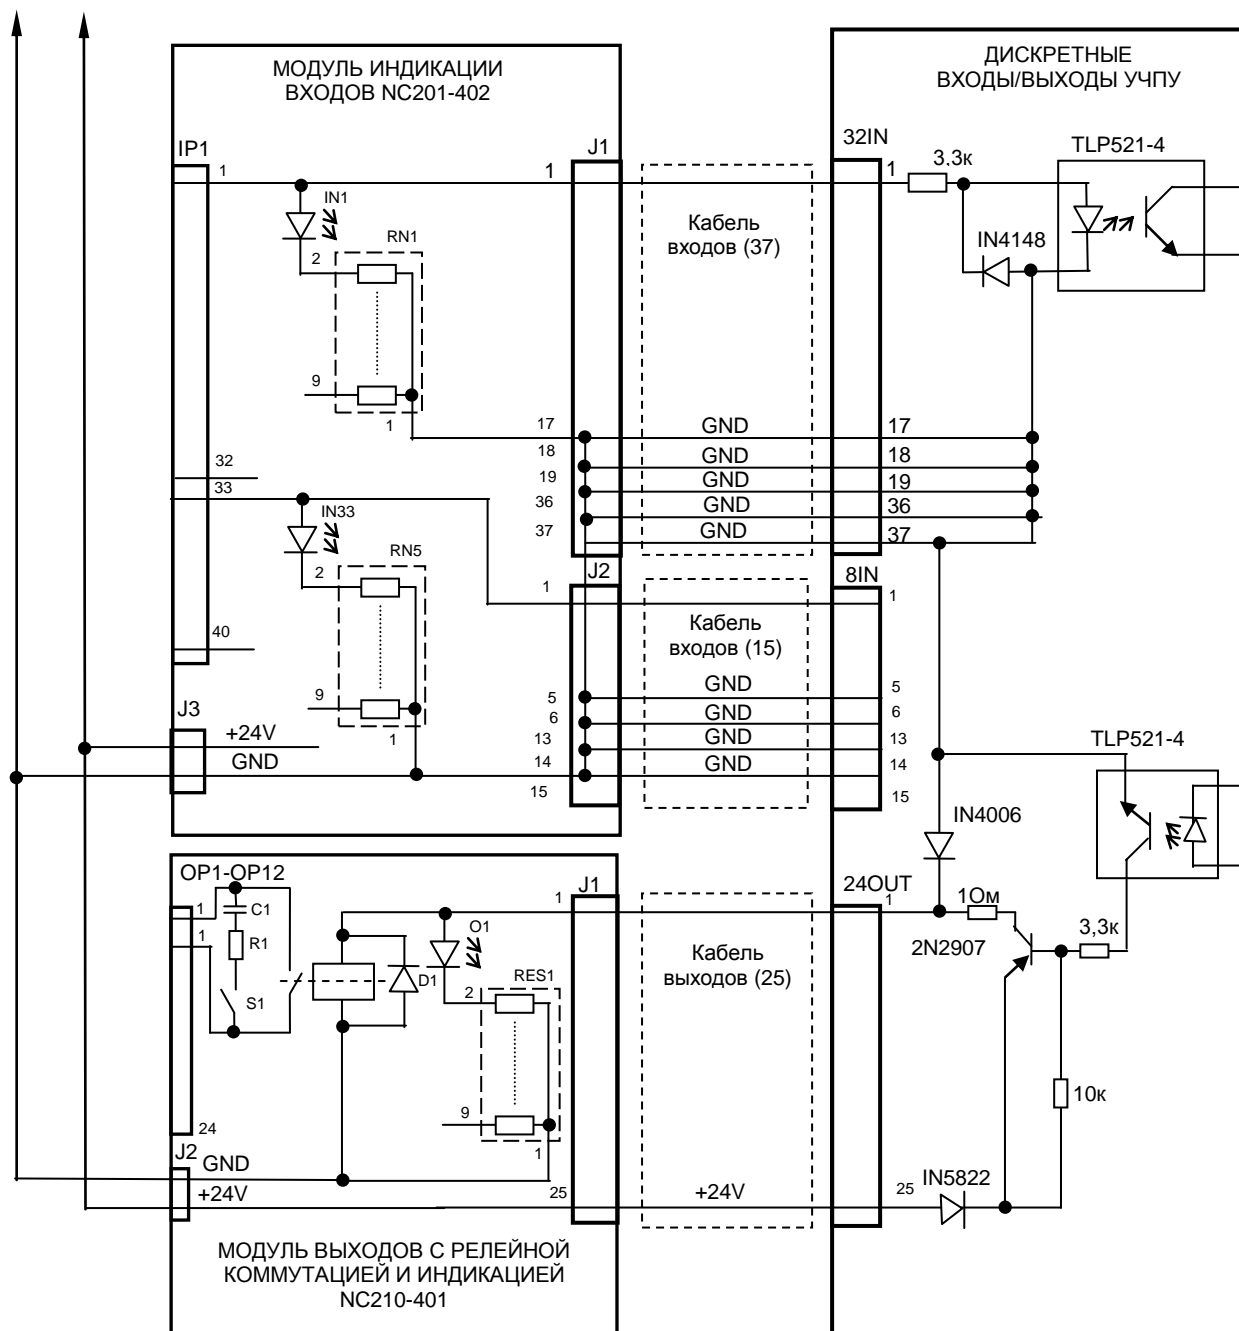 МОДУЛЬ ИНДИКАЦИИ
ВХОДОВ NC201-402
ДИСКРЕТНЫЕ
ВХОДЫ/ВЫХОДЫ УЧПУ
IP1
J1
32IN
TLP521-4
1
1
1
3,3к
IN1
RN1
2
9
1
Кабель
входов (37)
IN4148
17
GND
17
18
GND
18
19
GND
19
36
GND
36
37
GND
37
32
33
IN33
RN5
2
9
1
40
J2
8IN
1
1
Кабель
входов (15)
5
GND
5
6
GND
6
13
GND
13
14
GND
14
15
15
J3
+24V
GND
TLP521-4
IN4006
OP1-OP12
J1
24OUT
1
1
C1
R1
S1
D1
O1
RES1
2
9
1
1
1
1Ом
2N2907
3,3к
10к
Кабель
выходов (25)
24
J2
GND
+24V
25
+24V
25
IN5822
МОДУЛЬ ВЫХОДОВ С РЕЛЕЙНОЙ
КОММУТАЦИЕЙ И ИНДИКАЦИЕЙ
NC210-401